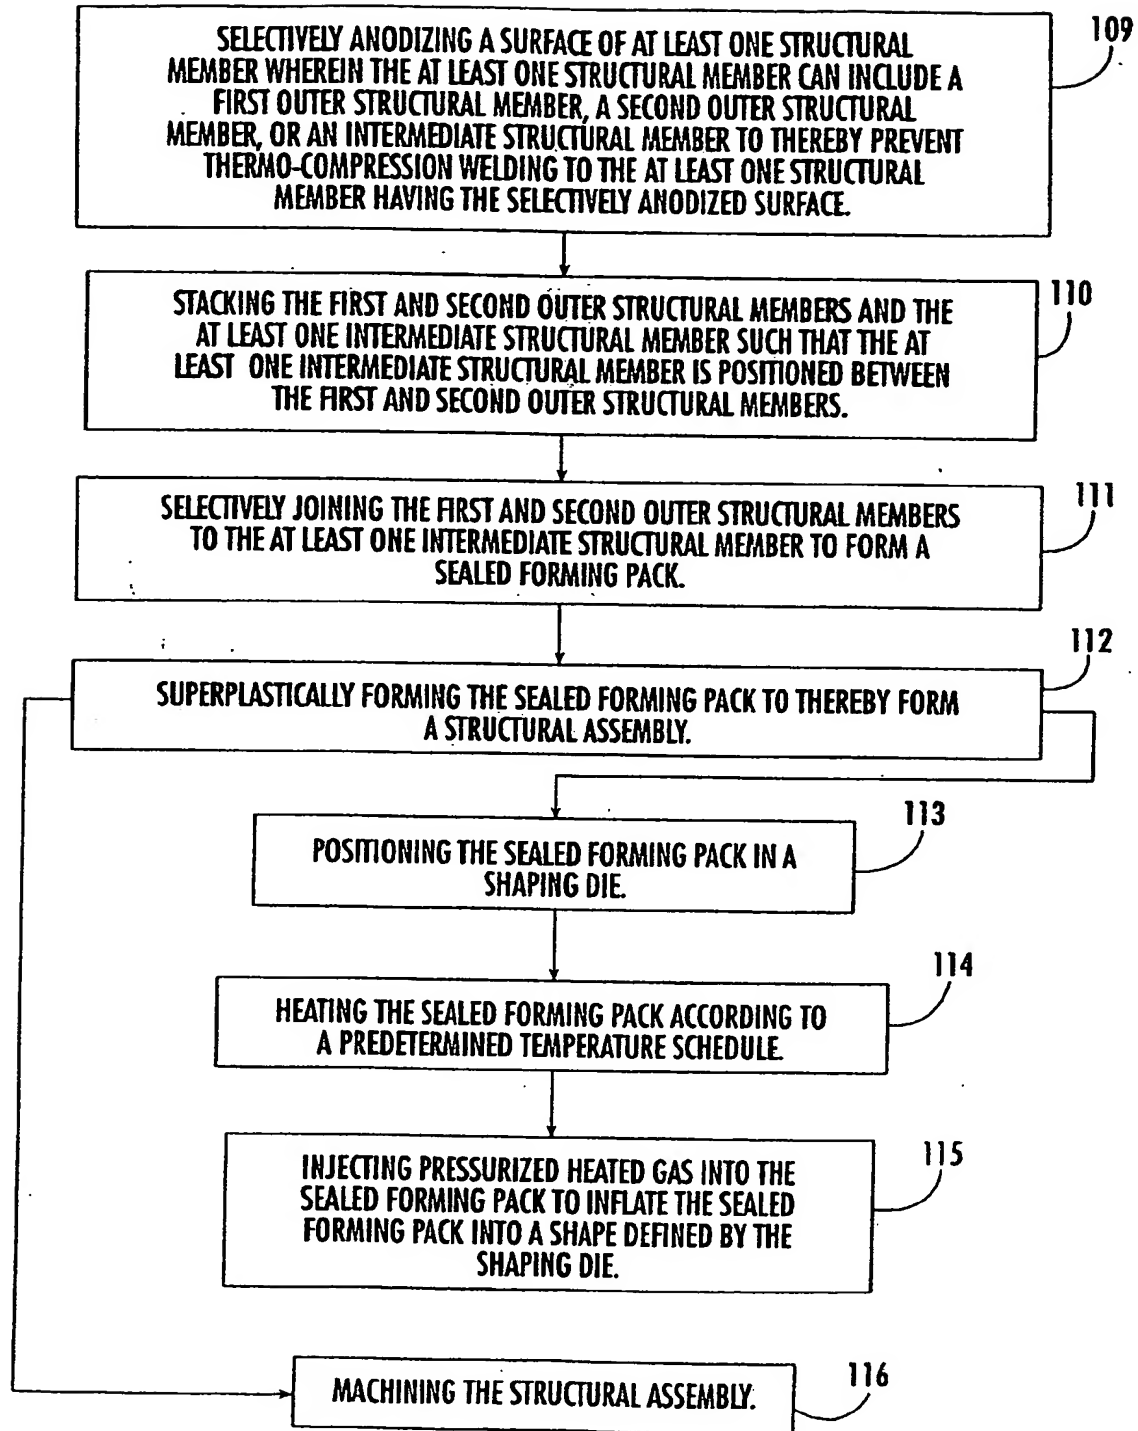 109
SELECTIVELY ANODIZING A SURFACE OF AT LEAST ONE STRUCTURAL
MEMBER WHEREIN THE AT LEAST ONE STRUCTURAL MEMBER CAN INCLUDE A
FIRST OUTER STRUCTURAL MEMBER, A SECOND OUTER STRUCTURAL
MEMBER, OR AN INTERMEDIATE STRUCTURAL MEMBER TO THEREBY PREVENT
THERMO-COMPRESSION WELDING TO THE AT LEAST ONE STRUCTURAL
MEMBER HAVING THE SELECTIVELY ANODIZED SURFACE.
110
STACKING THE FIRST AND SECOND OUTER STRUCTURAL MEMBERS AND THE
AT LEAST ONE INTERMEDIATE STRUCTURAL MEMBER SUCH THAT THE AT
LEAST ONE INTERMEDIATE STRUCTURAL MEMBER IS POSITIONED BETWEEN
THE FIRST AND SECOND OUTER STRUCTURAL MEMBERS.
111
SELECTIVELY JOINING THE FIRST AND SECOND OUTER STRUCTURAL MEMBERS
TO THE AT LEAST ONE INTERMEDIATE STRUCTURAL MEMBER TO FORM A
SEALED FORMING PACK.
112
SUPERPLASTICALLY FORMING THE SEALED FORMING PACK TO THEREBY FORM
A STRUCTURAL ASSEMBLY.
113
POSITIONING THE SEALED FORMING PACK IN A
SHAPING DIE.
114
HEATING THE SEALED FORMING PACK ACCORDING TO
A PREDETERMINED TEMPERATURE SCHEDULE.
115
INJECTING PRESSURIZED HEATED GAS INTO THE
SEALED FORMING PACK TO INFLATE THE SEALED
FORMING PACK INTO A SHAPE DEFINED BY THE
SHAPING DIE.
116
MACHINING THE STRUCTURAL ASSEMBLY.